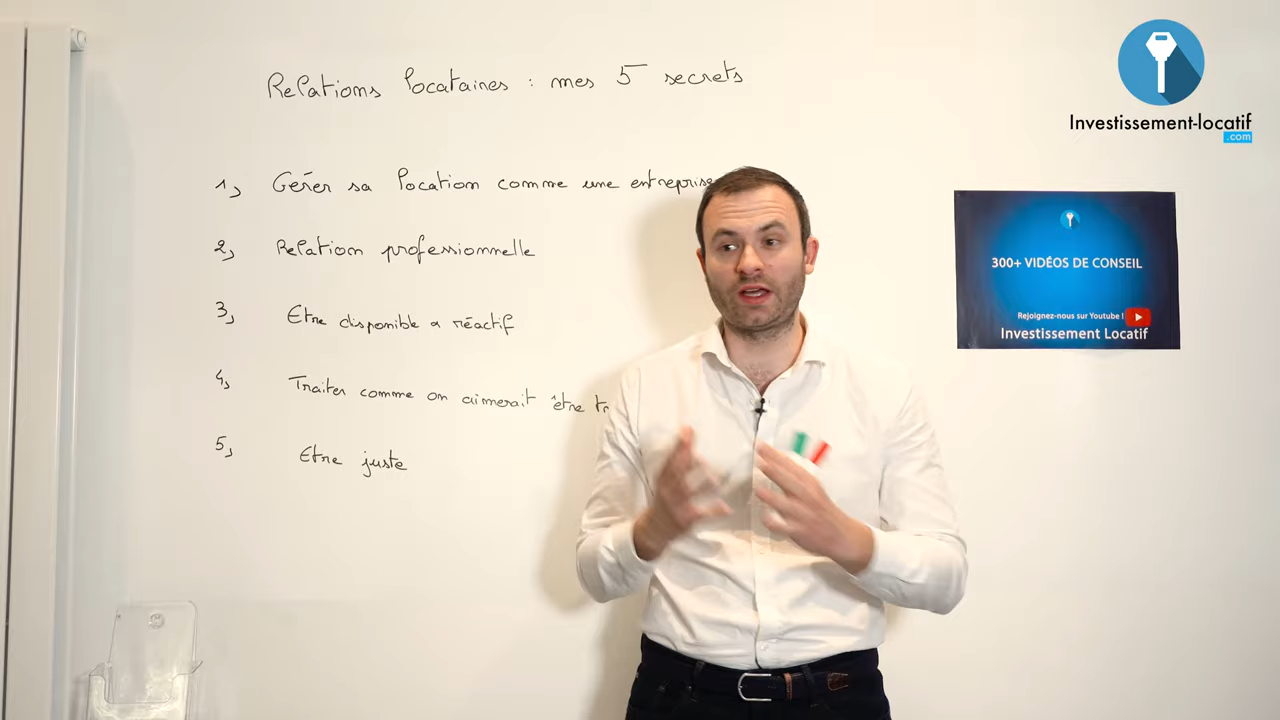 Relations locataires : mes 5 secrets
1) Gérer sa location comme une entreprise
2) Relation professionnelle
3) Etre disponible & réactif
4) Traiter comme on aimerait être
5) Etre juste
Investissement-locatif
.com
300+ VIDÉOS DE CONSEIL
Rejoignez-nous sur Youtube !
Investissement Locatif